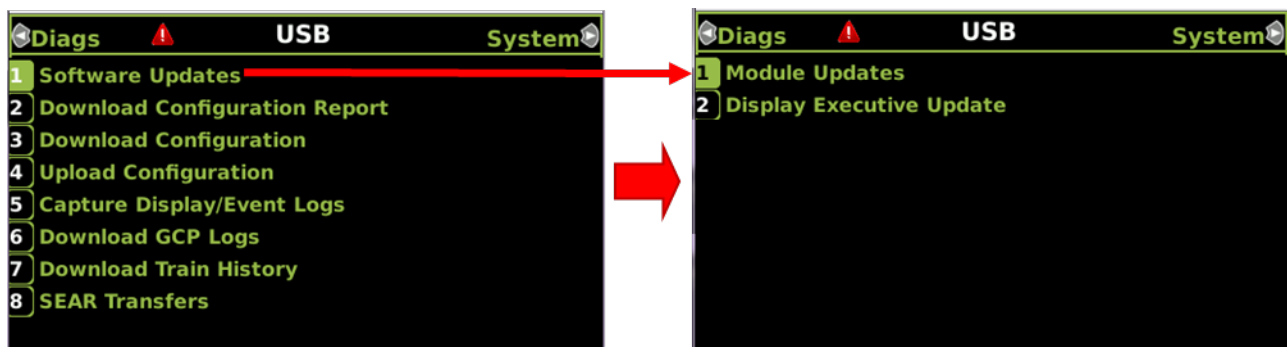 Diags USB System
1 Software Updates
2 Download Configuration Report
3 Download Configuration
4 Upload Configuration
5 Capture Display/Event Logs
6 Download GCP Logs
7 Download Train History
8 SEAR Transfers
Diags USB System
1 Module Updates
2 Display Executive Update